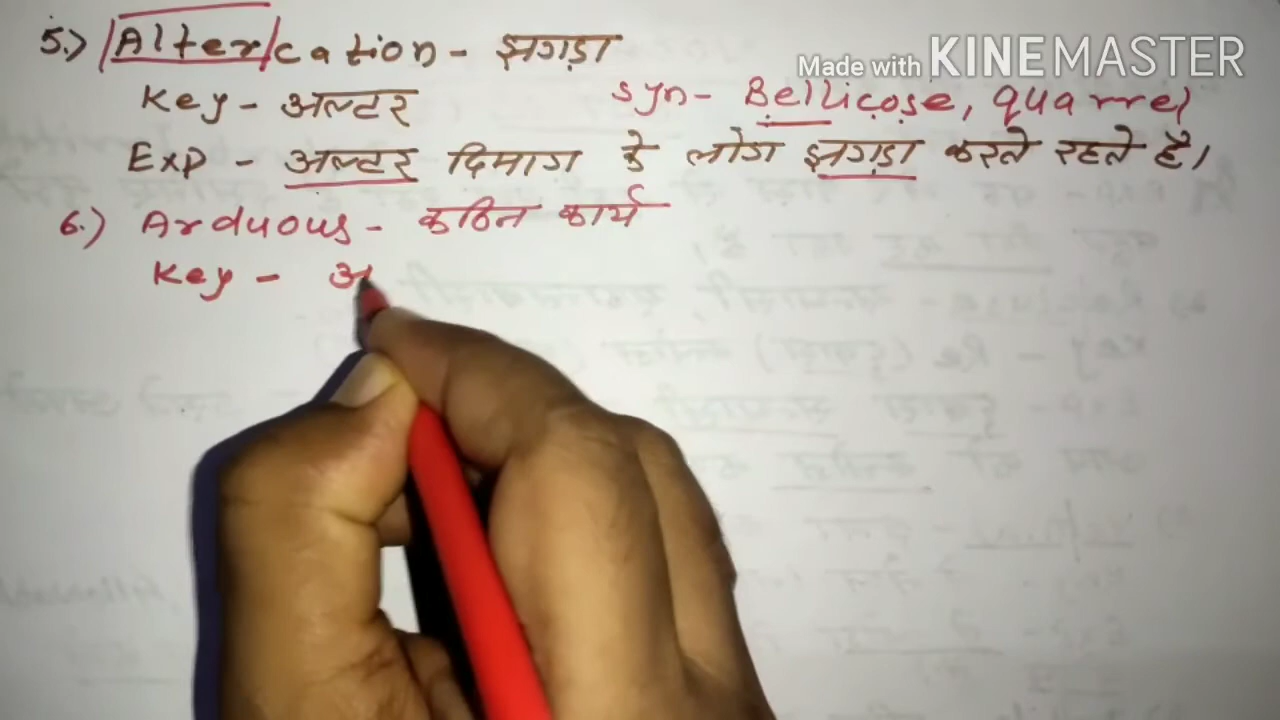 Made with KINEMASTER
5.) Altercation - झगड़ा
Key - अल्टर
syn - Bellicose, quarrel
Exp - अल्टर दिमाग के लोग झगड़ा करते रहते है।
6.) Arduous - कठिन कार्य
Key - अ